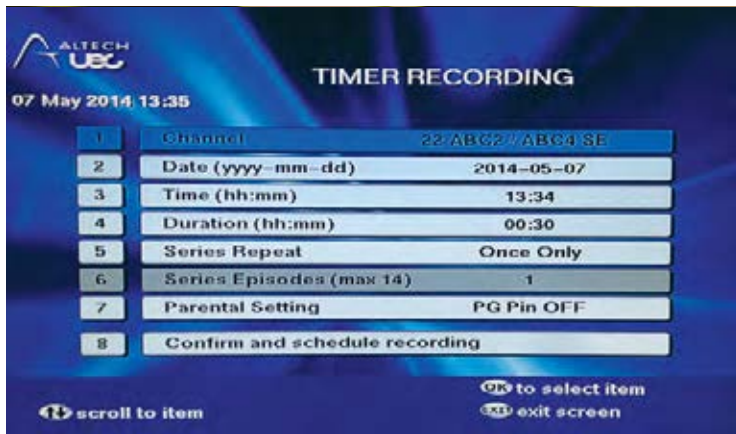 ALTECH
UEC
TIMER RECORDING
07 May 2014 13:35
1 Channel 22 ABC2 / ABC4 SE
2 Date (yyyy-mm-dd) 2014-05-07
3 Time (hh:mm) 13:34
4 Duration (hh:mm) 00:30
5 Series Repeat Once Only
6 Series Episodes (max 14) 1
7 Parental Setting PG Pin OFF
8 Confirm and schedule recording
OK to select item
scroll to item
EXIT exit screen